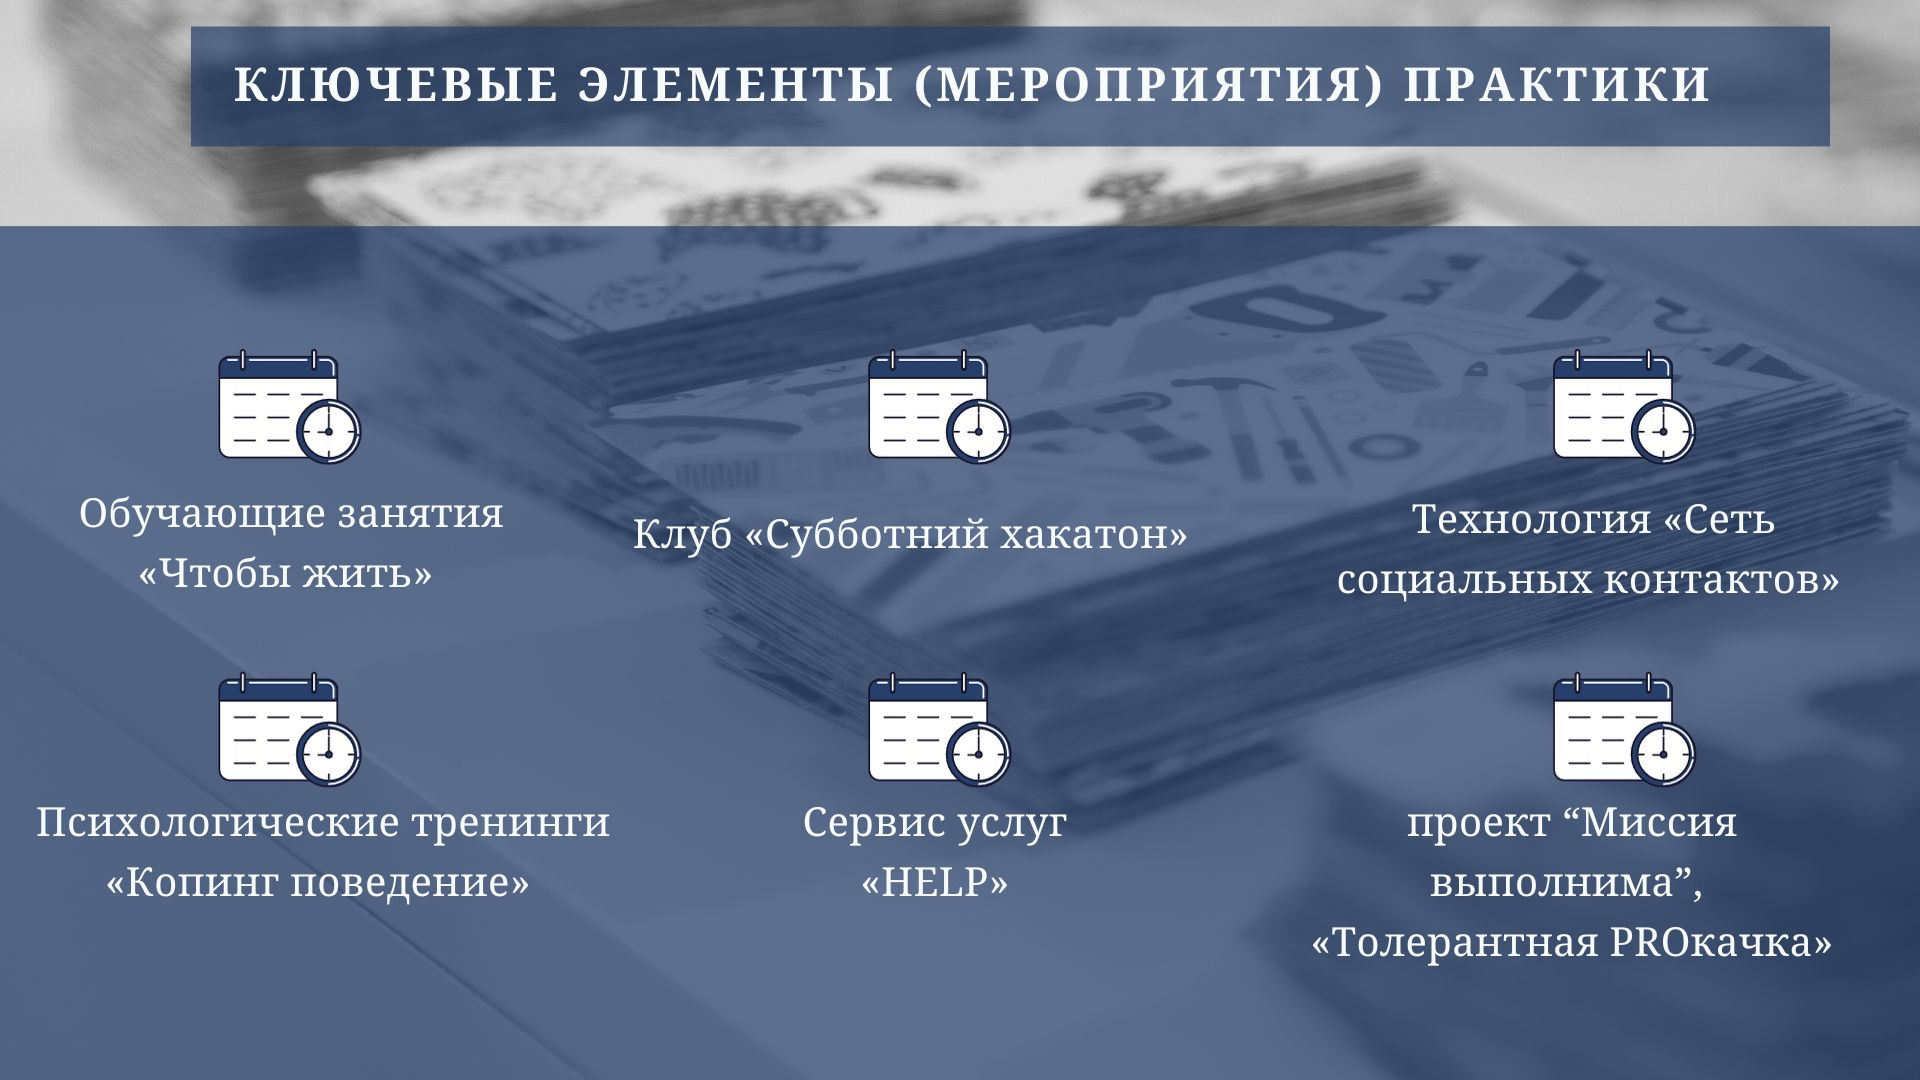 КЛЮЧЕВЫЕ ЭЛЕМЕНТЫ (МЕРОПРИЯТИЯ) ПРАКТИКИ
Обучающие занятия
«Чтобы жить»
Клуб «Субботний хакатон»
Технология «Сеть
социальных контактов»
Психологические тренинги
«Копинг поведение»
Сервис услуг
«HELP»
проект “Миссия
выполнима”,
«Толерантная PROкачка»